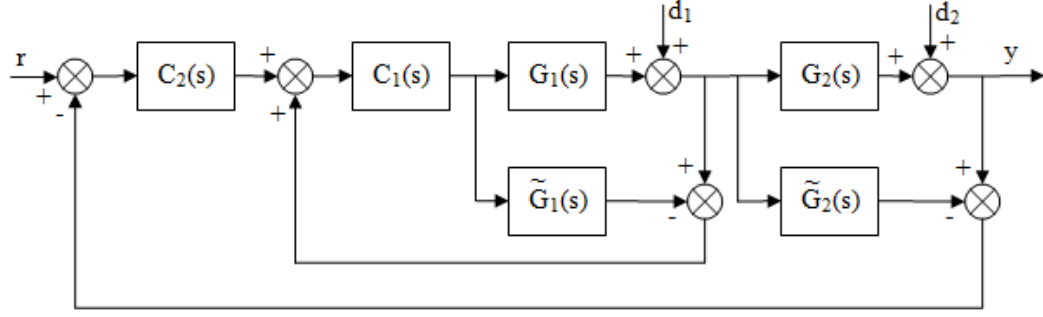 d₁
d₂
r
+
-
C₂(s)
+
+
C₁(s)
G₁(s)
+
+
G₂(s)
+
+
y
G̃₁(s)
+
-
G̃₂(s)
+
-